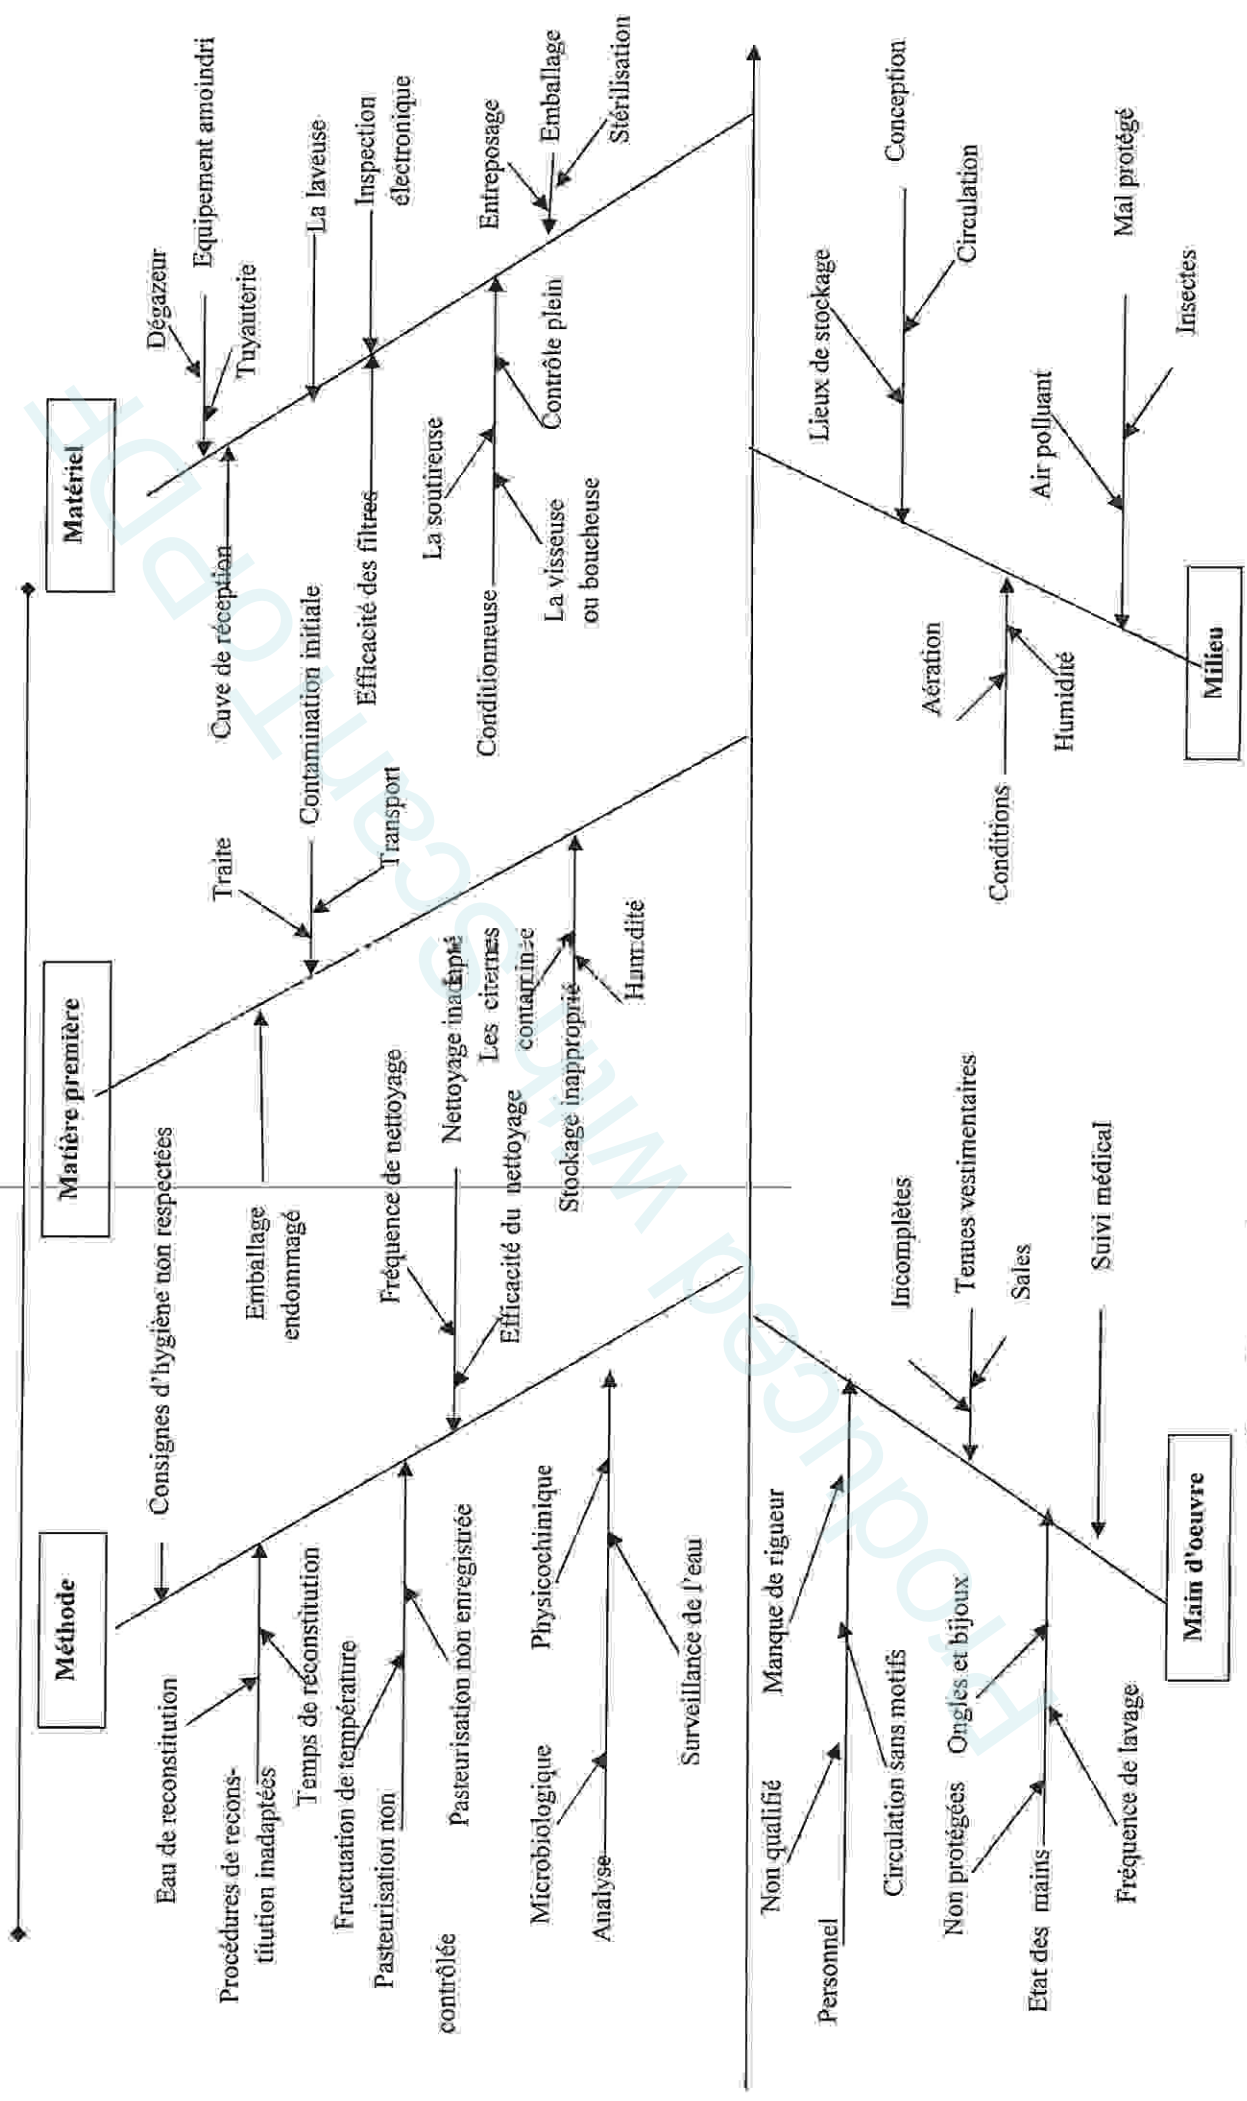 Méthode
Matière première
Matériel
Consignes d'hygiène non respectées
Eau de reconstitution
Procédures de recons-
titution inadaptées
Temps de reconstitution
Fructuation de température
Pasteurisation non
contrôlée
Pasteurisation non enregistrée
Fréquence de nettoyage
Nettoyage inadapté
Efficacité du nettoyage
Microbiologique
Physicochimique
Analyse
Surveillance de l'eau
Emballage
endommagé
Traite
Contamination initiale
Transport
Les citernes
contaminée
Stockage inapproprié
Humidité
Dégazeur
Equipement amoindri
Tuyauterie
Cuve de réception
La laveuse
Inspection
électronique
Efficacité des filtres
La soutireuse
Conditionneuse
Contrôle plein
La visseuse
ou boucheuse
Entreposage
Emballage
Stérilisation
Non qualifié
Manque de rigueur
Personnel
Circulation sans motifs
Incomplètes
Tenues vestimentaires
Sales
Non protégées
Ongles et bijoux
Etat des mains
Fréquence de lavage
Suivi médical
Main d'oeuvre
Lieux de stockage
Conception
Circulation
Aération
Conditions
Humidité
Air polluant
Mal protégé
Insectes
Milieu
Produced with ScanTOPDF